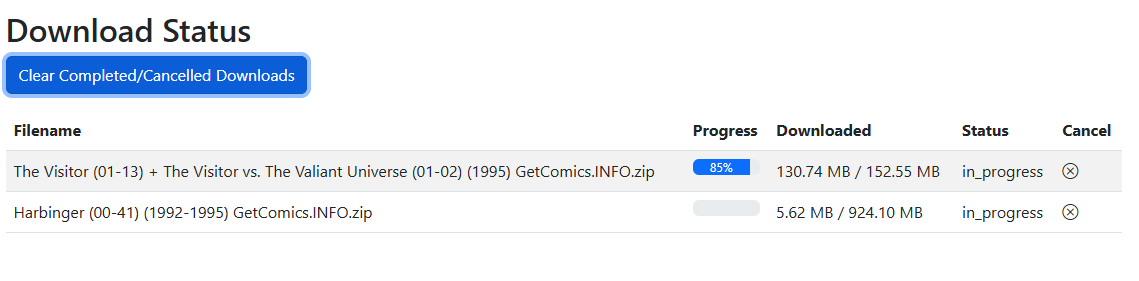 Download Status
Clear Completed/Cancelled Downloads
Filename Progress Downloaded Status Cancel
The Visitor (01-13) + The Visitor vs. The Valiant Universe (01-02) (1995) GetComics.INFO.zip 85% 130.74 MB / 152.55 MB in_progress
Harbinger (00-41) (1992-1995) GetComics.INFO.zip 5.62 MB / 924.10 MB in_progress